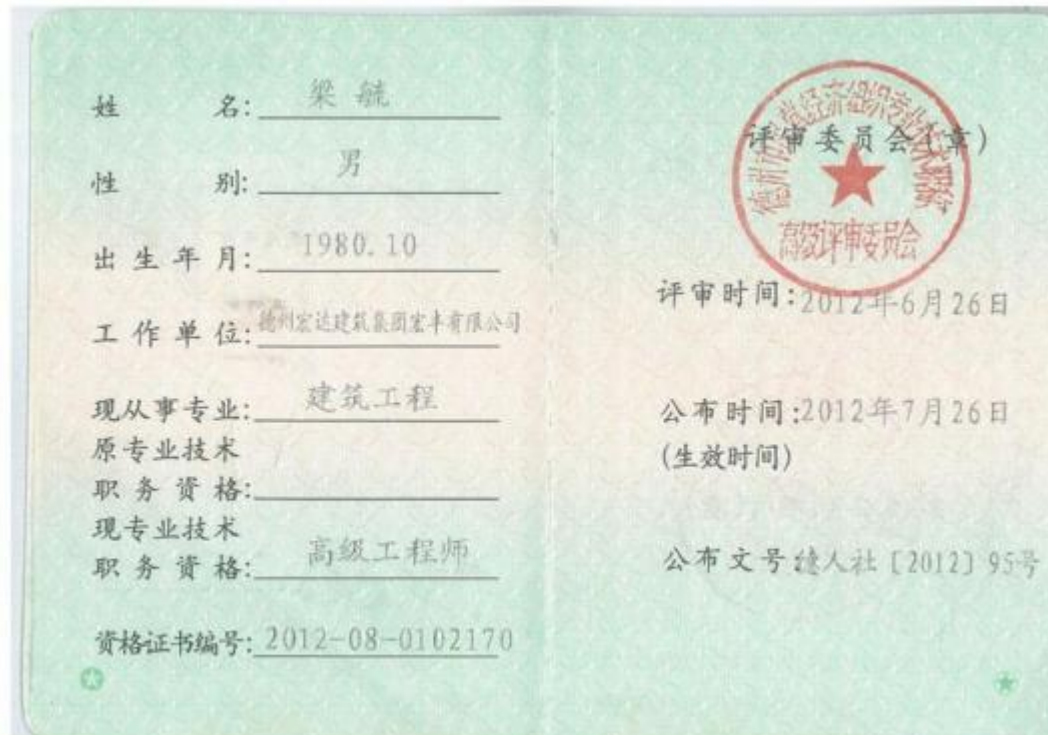 姓 名: 梁毓
性 别: 男
出生年月: 1980.10
工作单位: 德州宏达建筑集团宏丰有限公司
现从事专业: 建筑工程
原专业技术
职务资格:
现专业技术
职务资格: 高级工程师
资格证书编号: 2012-08-0102170
评审委员会(章)
高级评审委员会
评审时间:2012年6月26日
公布时间:2012年7月26日
(生效时间)
公布文号:德人社〔2012〕95号